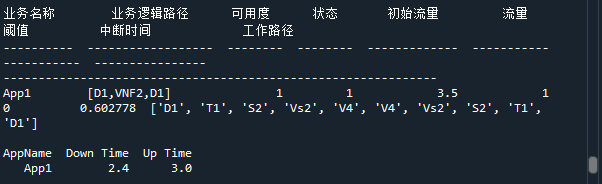 业务名称 业务逻辑路径 可用度 状态 初始流量 流量
阈值 中断时间 工作路径
---------- ------------------ -------- -------- ------------- -----------
----------- ----------------
--------------------------------------------------------------
App1 [D1,VNF2,D1] 1 1 3.5 1
0 0.602778 ['D1', 'T1', 'S2', 'Vs2', 'V4', 'V4', 'Vs2', 'S2', 'T1',
'D1']
AppName Down Time Up Time
App1 2.4 3.0